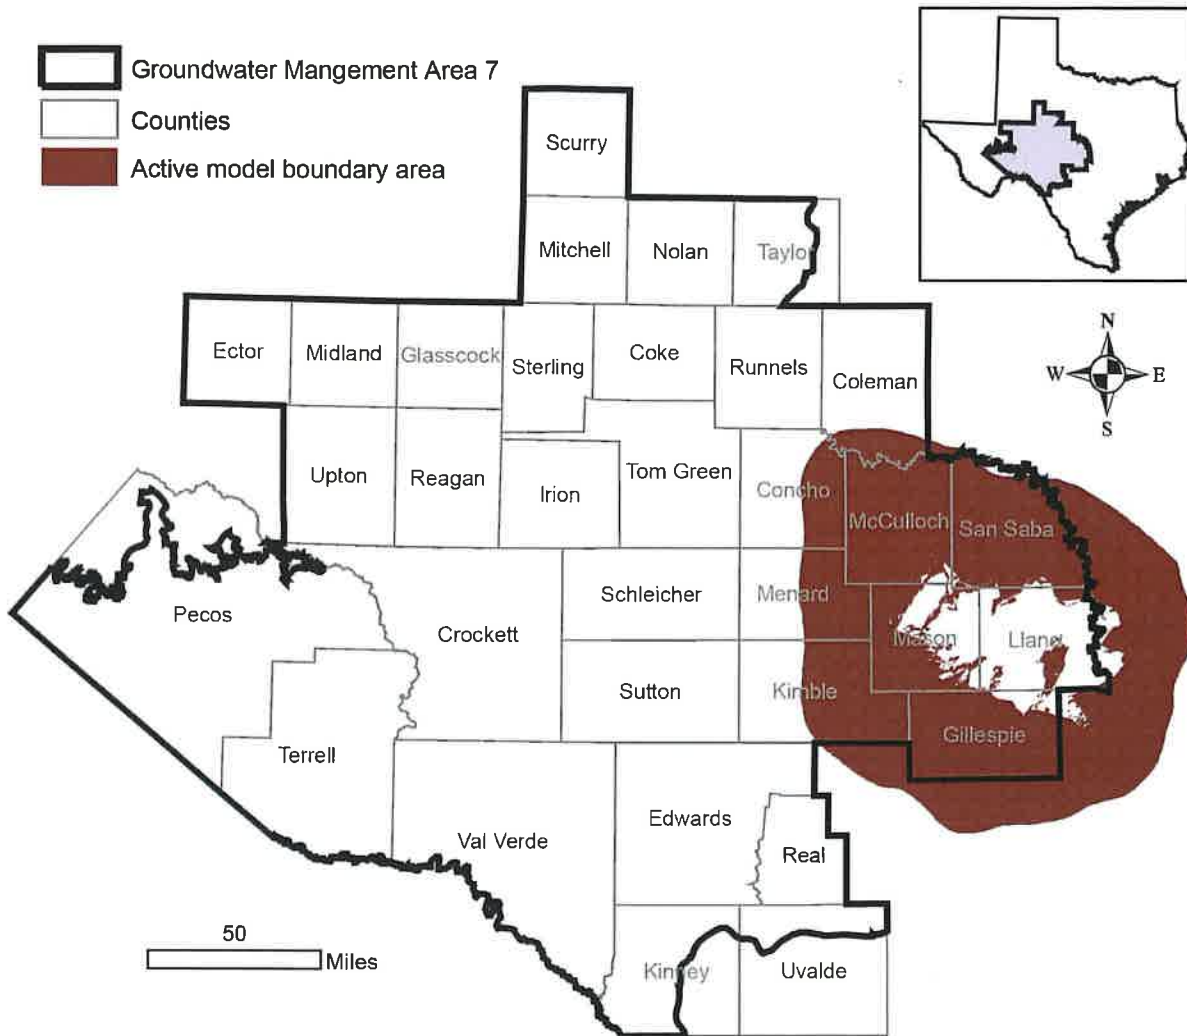 Groundwater Mangement Area 7
Counties
Active model boundary area
Scurry
Mitchell
Nolan
Taylor
Ector
Midland
Glasscock
Sterling
Coke
Runnels
Coleman
N
W
E
S
Upton
Reagan
Irion
Tom Green
Concho
McCulloch
San Saba
Pecos
Crockett
Schleicher
Menard
Mason
Llano
Sutton
Kimble
Terrell
Gillespie
Val Verde
Edwards
Real
50
Miles
Kinney
Uvalde